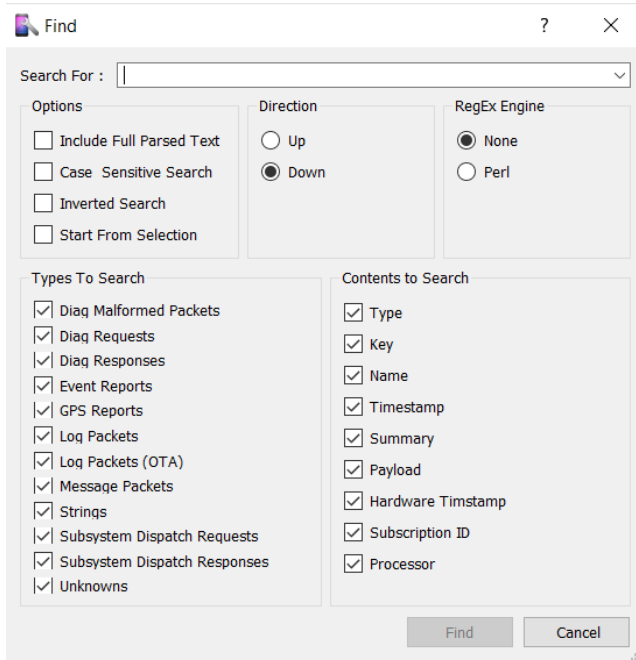 Find
?
Search For :
Options
Include Full Parsed Text
Case Sensitive Search
Inverted Search
Start From Selection
Direction
Up
Down
RegEx Engine
None
Perl
Types To Search
Diag Malformed Packets
Diag Requests
Diag Responses
Event Reports
GPS Reports
Log Packets
Log Packets (OTA)
Message Packets
Strings
Subsystem Dispatch Requests
Subsystem Dispatch Responses
Unknowns
Contents to Search
Type
Key
Name
Timestamp
Summary
Payload
Hardware Timstamp
Subscription ID
Processor
Find
Cancel